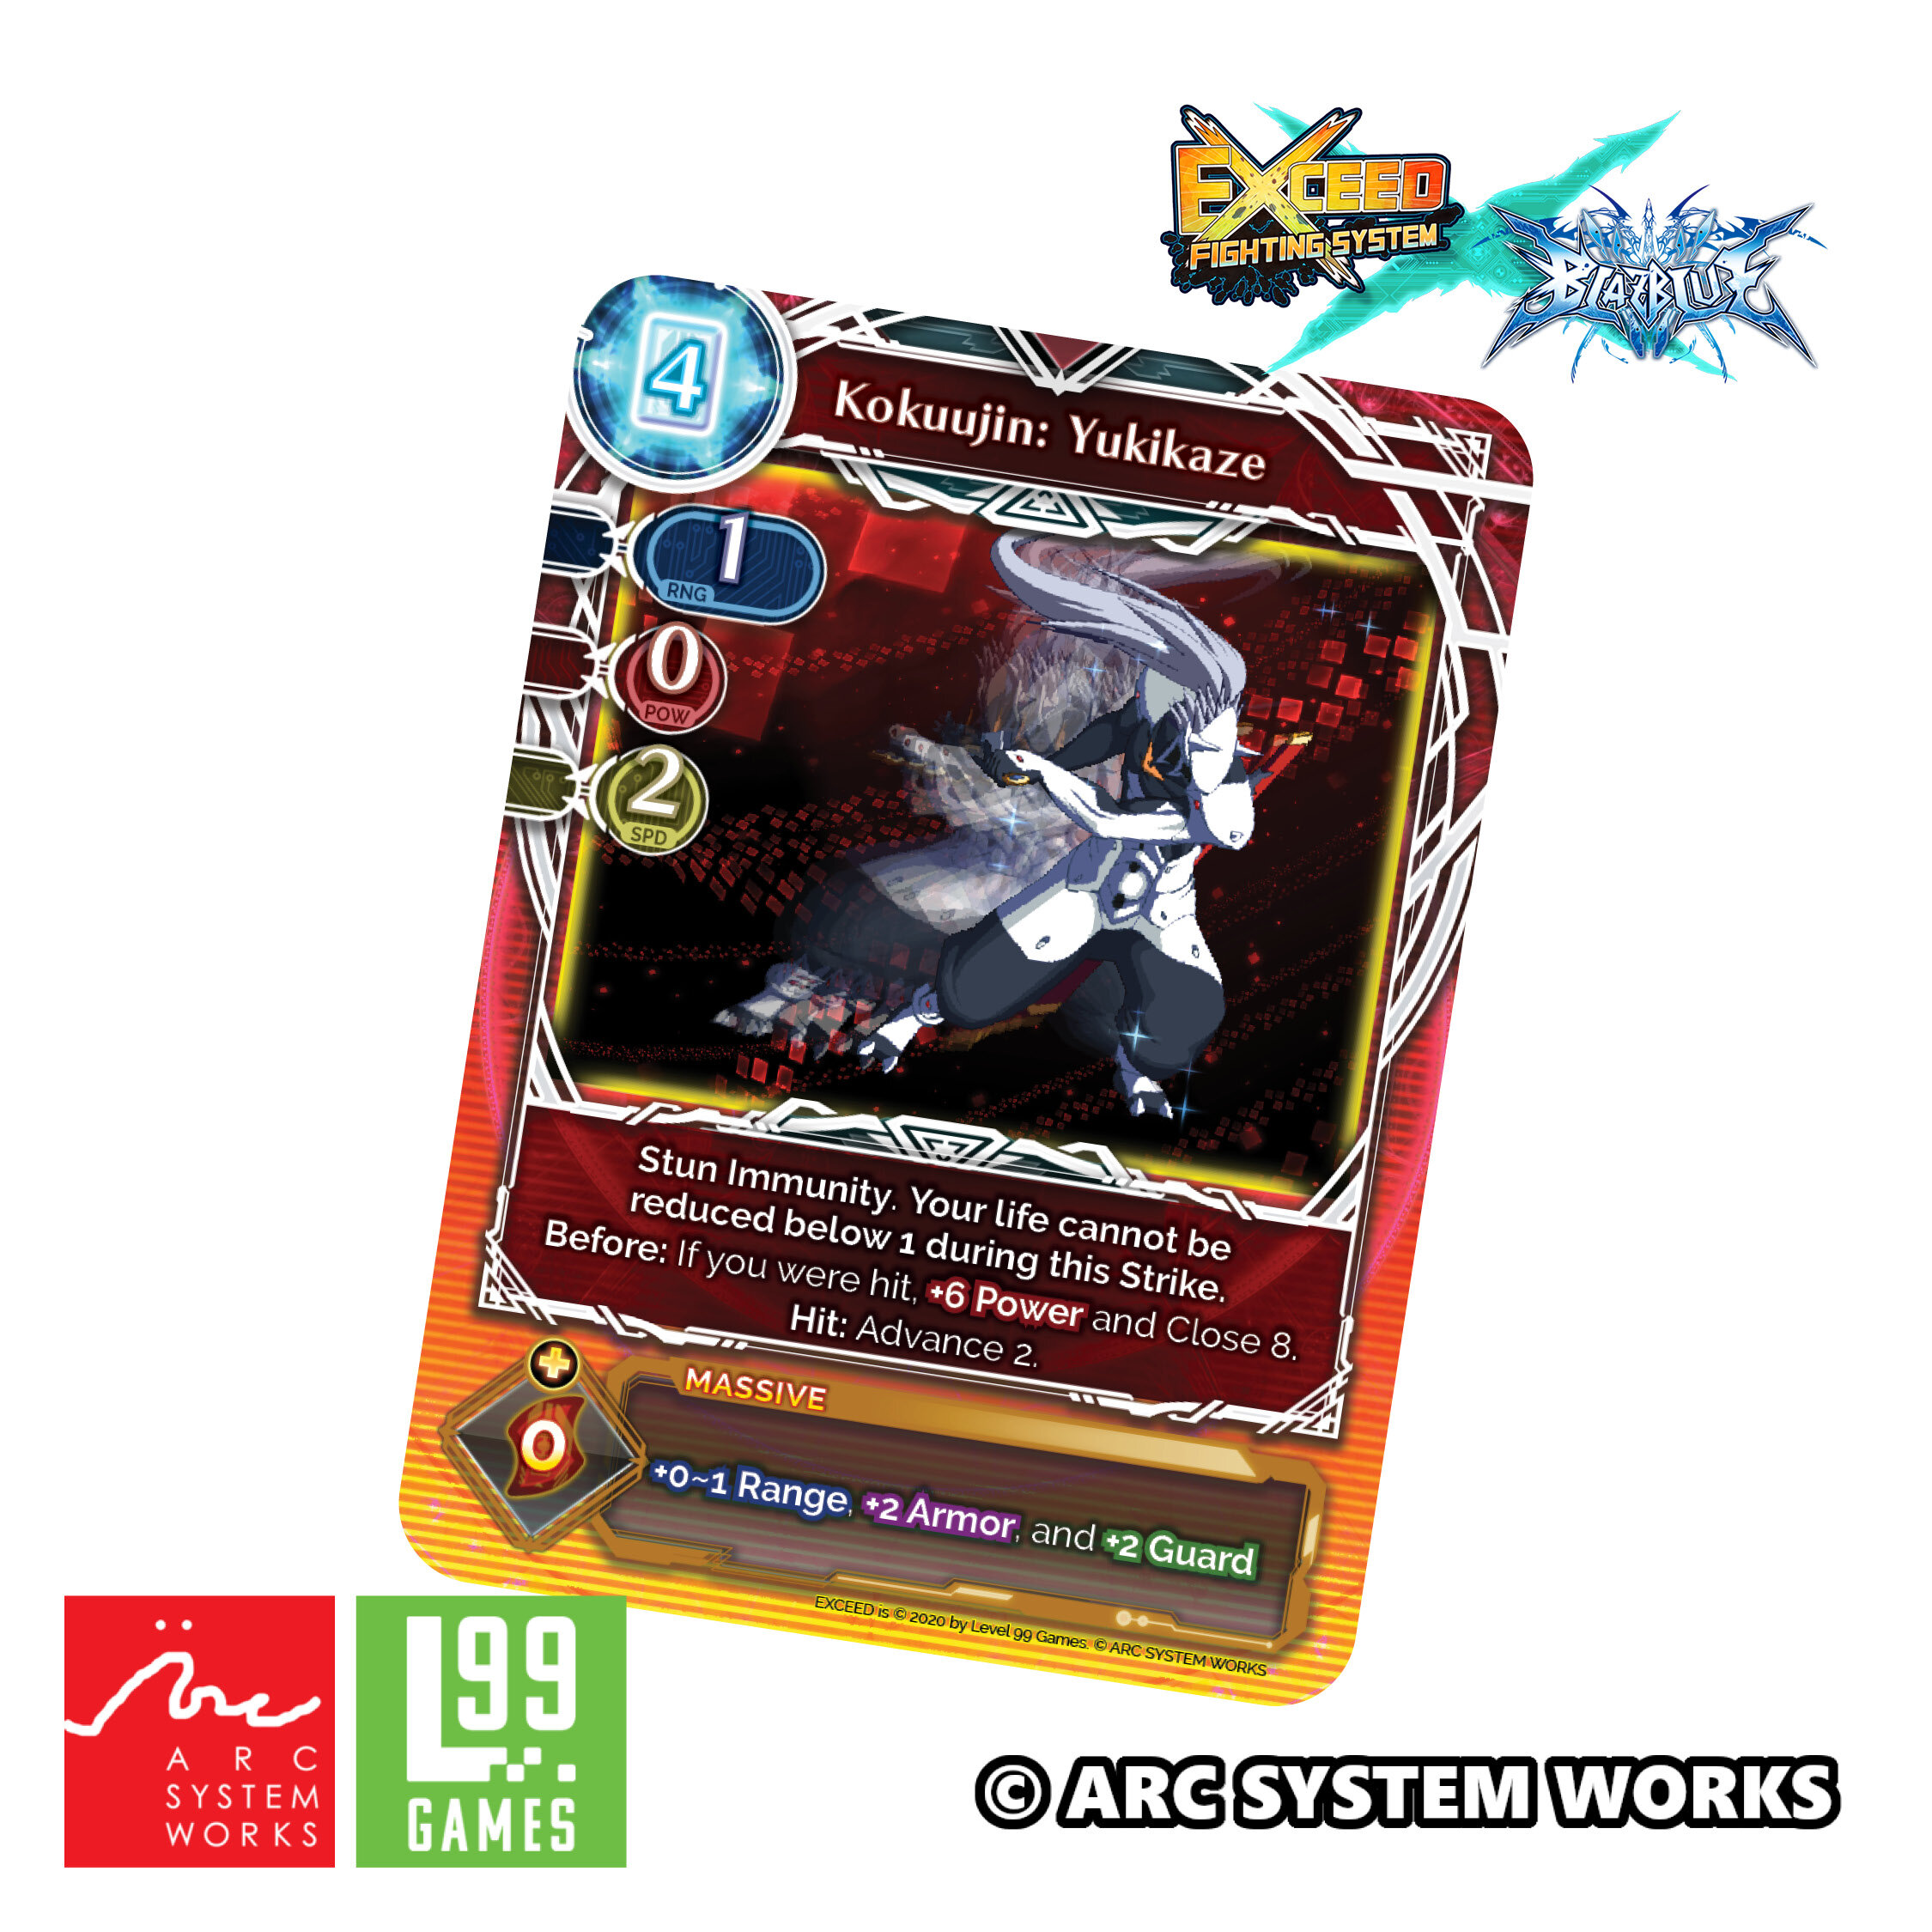 EXCEED
FIGHTING SYSTEM
BLAZBLUE
4
Kokuujin: Yukikaze
1
RNG
0
POW
2
SPD
Stun Immunity. Your life cannot be
reduced below 1 during this Strike.
Before: If you were hit, +6 Power and Close 8.
Hit: Advance 2.
+
0
MASSIVE
+0~1 Range, +2 Armor, and +2 Guard
EXCEED is © 2020 by Level 99 Games. © ARC SYSTEM WORKS
Arc
ARC
SYSTEM
WORKS
L99
GAMES
© ARC SYSTEM WORKS